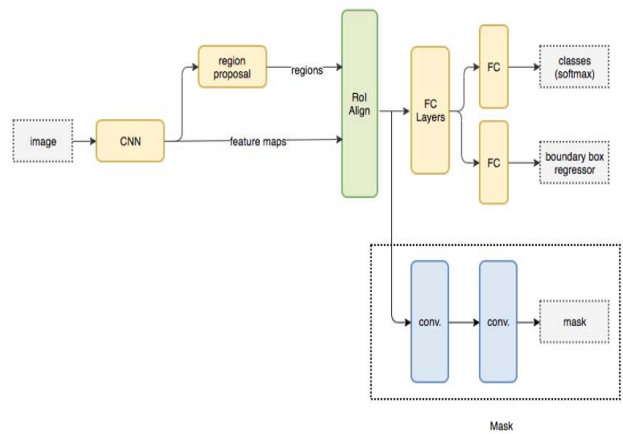 image
CNN
region
proposal
regions
feature maps
RoI
Align
FC
Layers
FC
classes
(softmax)
FC
boundary box
regressor
conv.
conv.
mask
Mask